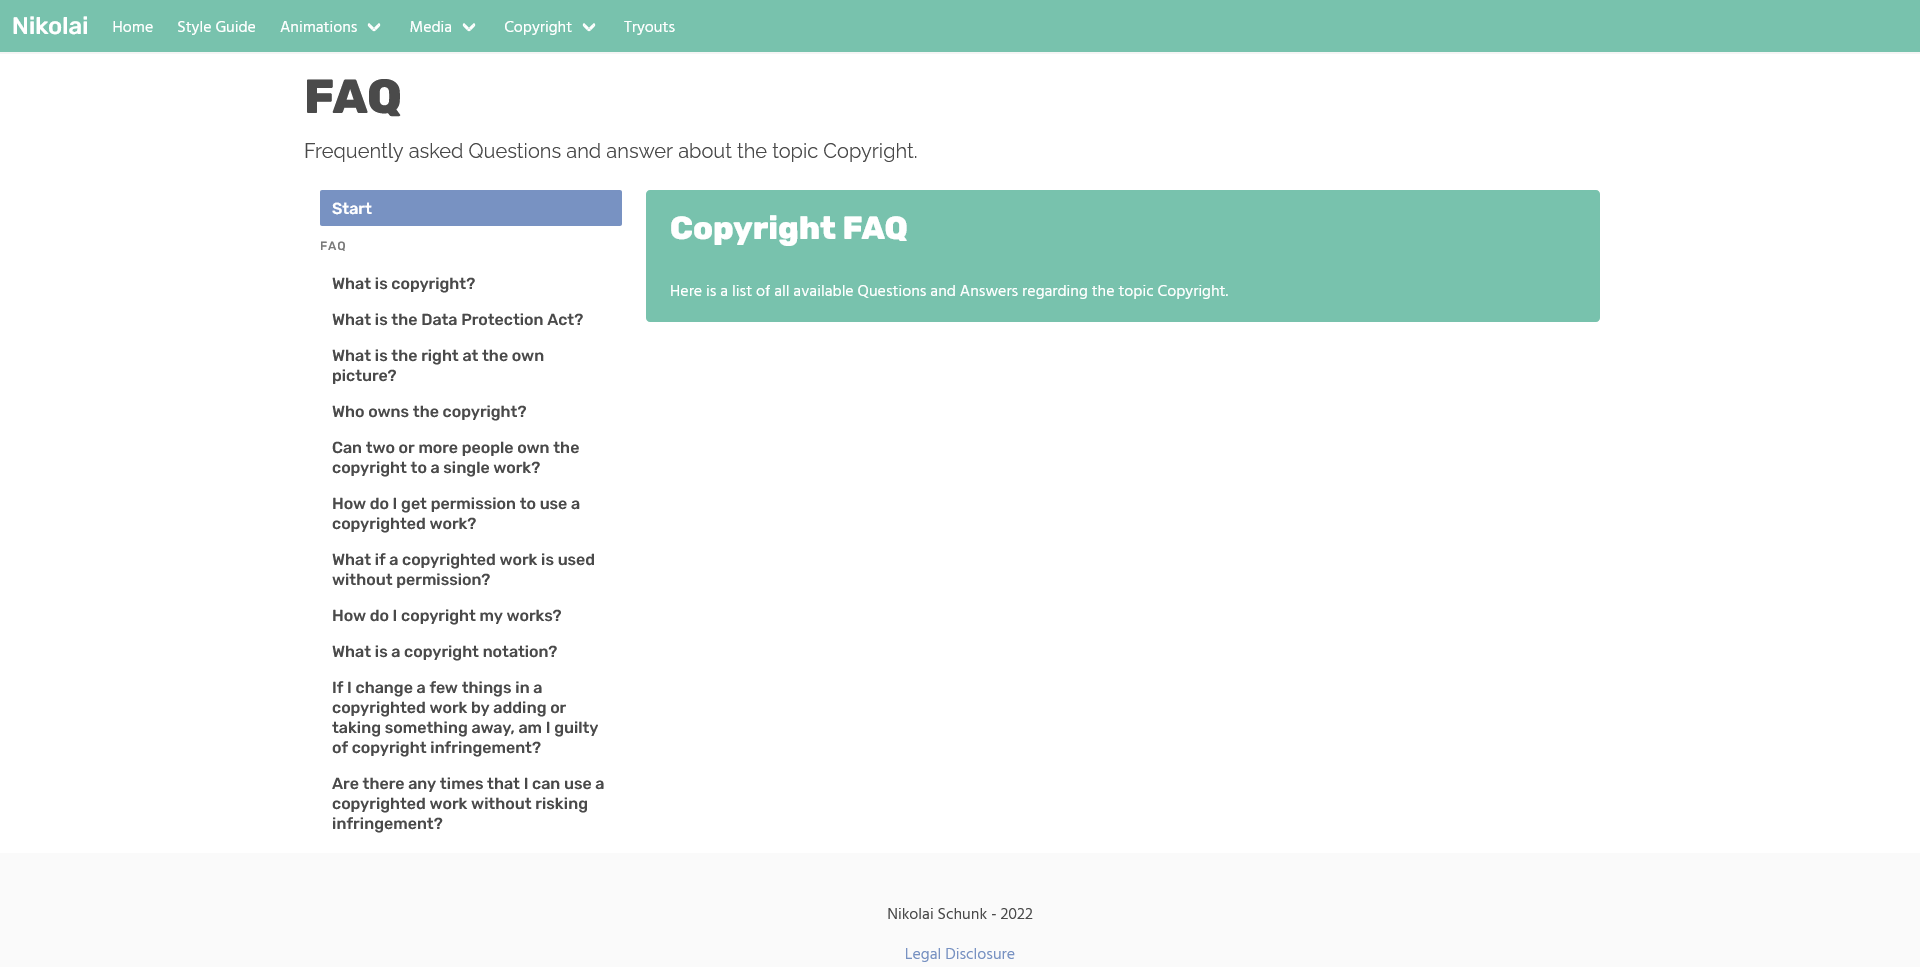 Nikolai Home Style Guide Animations Media Copyright Tryouts
FAQ
Frequently asked Questions and answer about the topic Copyright.
Start
FAQ
What is copyright?
What is the Data Protection Act?
What is the right at the own
picture?
Who owns the copyright?
Can two or more people own the
copyright to a single work?
How do I get permission to use a
copyrighted work?
What if a copyrighted work is used
without permission?
How do I copyright my works?
What is a copyright notation?
If I change a few things in a
copyrighted work by adding or
taking something away, am I guilty
of copyright infringement?
Are there any times that I can use a
copyrighted work without risking
infringement?
Copyright FAQ
Here is a list of all available Questions and Answers regarding the topic Copyright.
Nikolai Schunk - 2022
Legal Disclosure